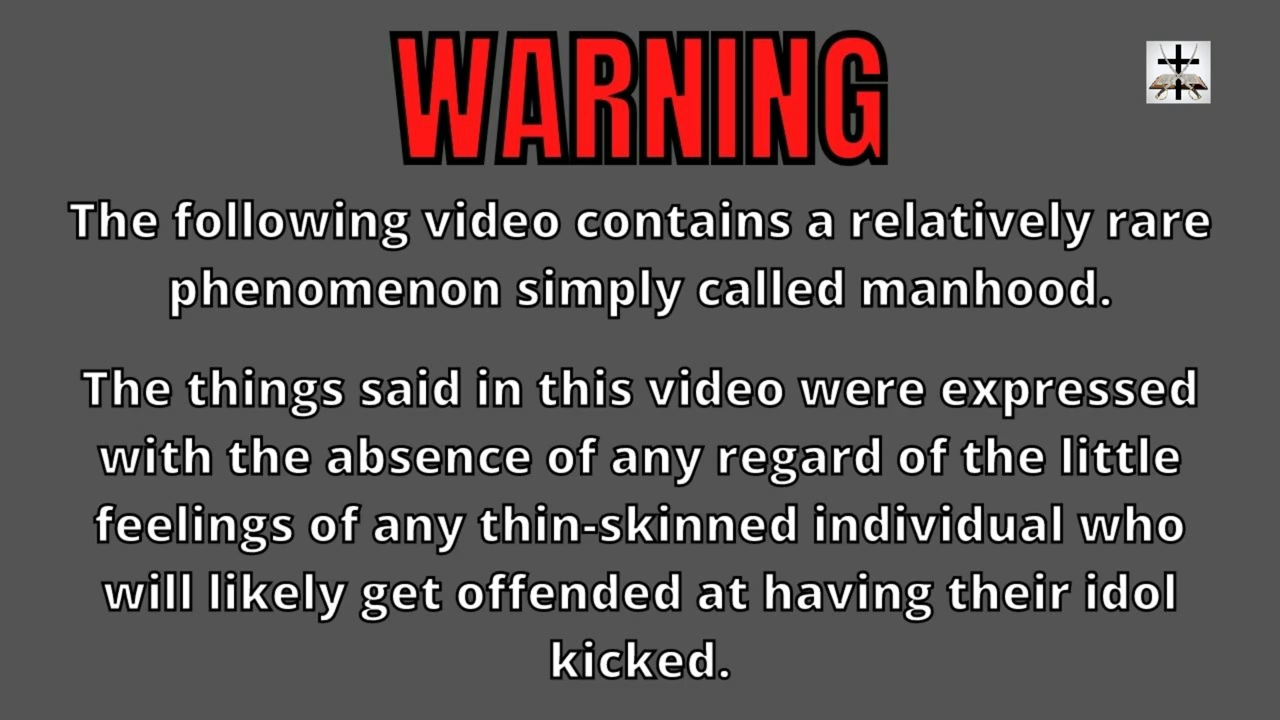 WARNING
The following video contains a relatively rare
phenomenon simply called manhood.
The things said in this video were expressed
with the absence of any regard of the little
feelings of any thin-skinned individual who
will likely get offended at having their idol
kicked.